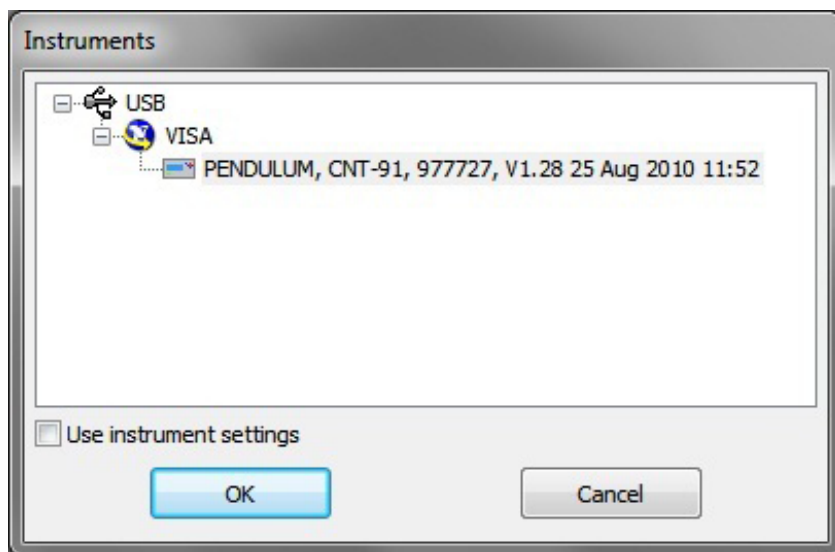 Instruments
USB
VISA
PENDULUM, CNT-91, 977727, V1.28 25 Aug 2010 11:52
Use instrument settings
OK
Cancel